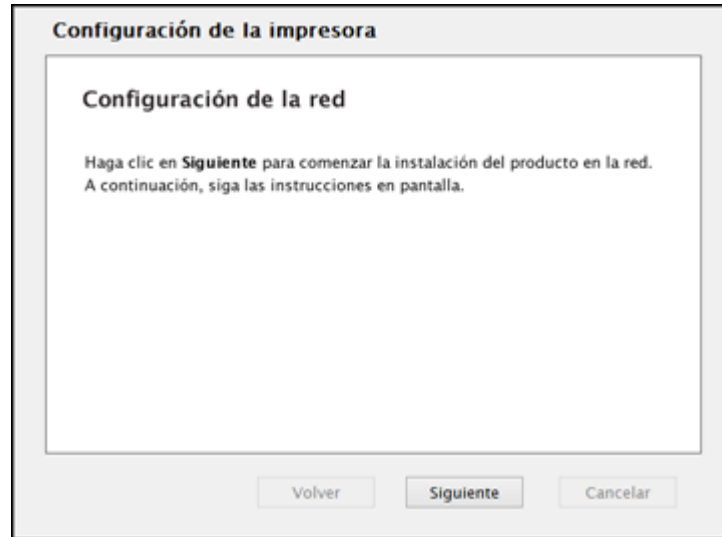 Configuración de la impresora
Configuración de la red
Haga clic en Siguiente para comenzar la instalación del producto en la red.
A continuación, siga las instrucciones en pantalla.
Volver
Siguiente
Cancelar